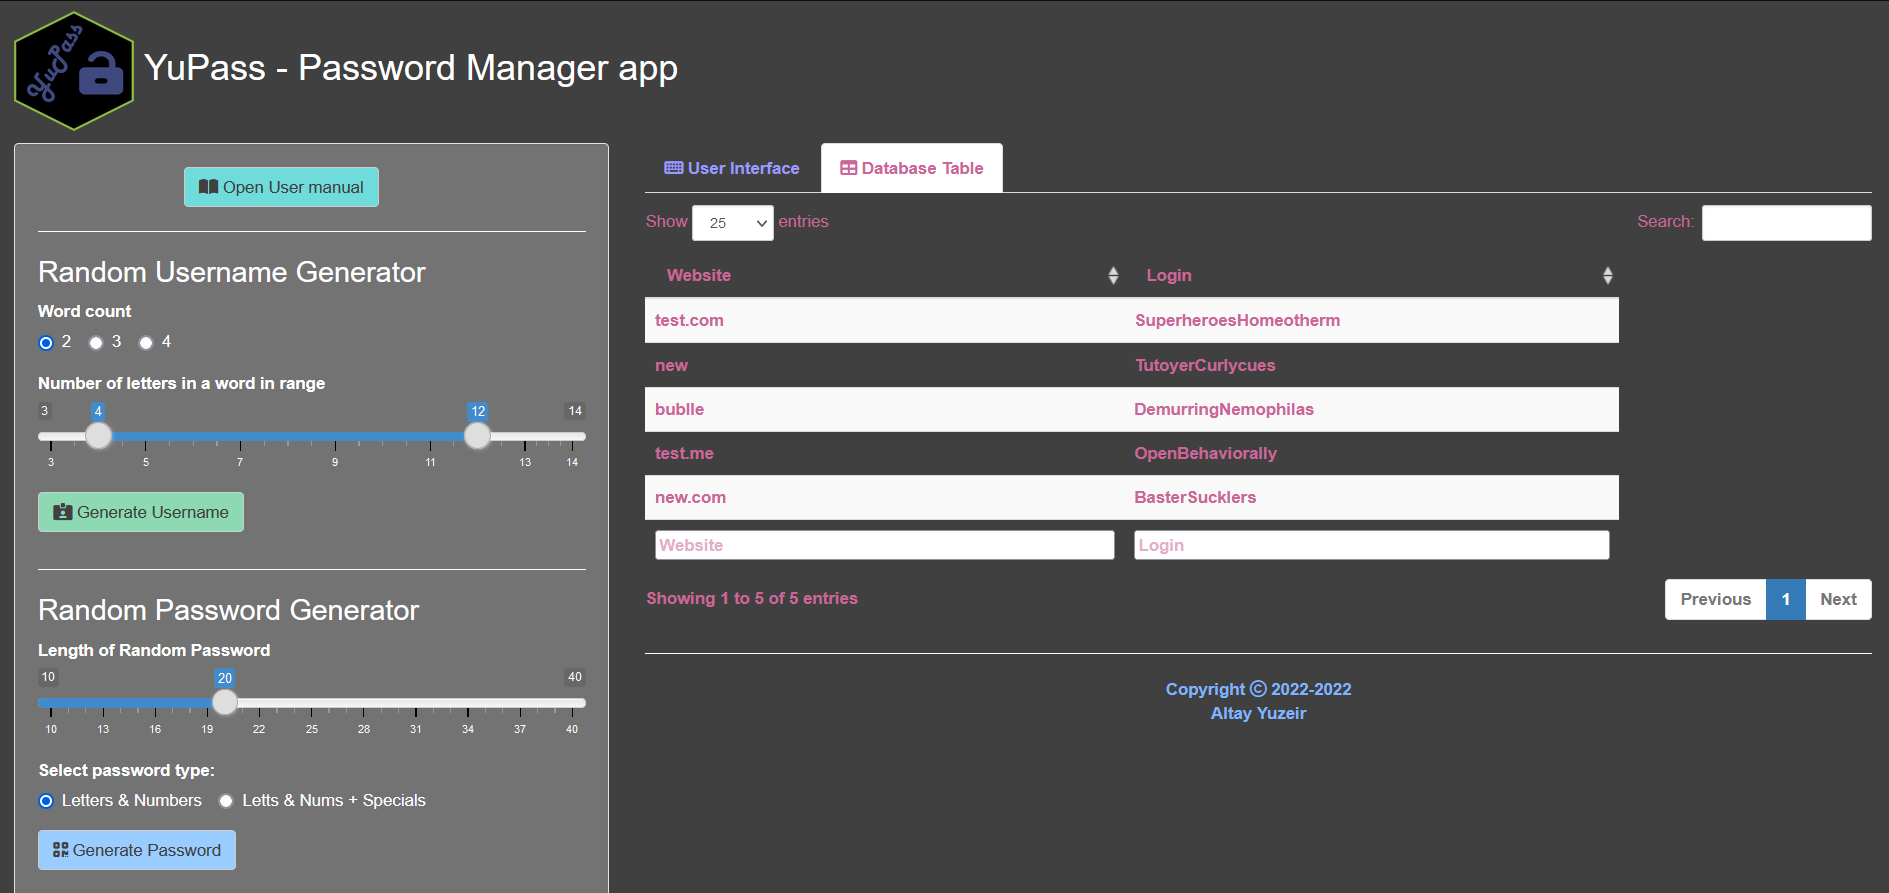 YuPass
YuPass - Password Manager app
Open User manual
Random Username Generator
Word count
2 3 4
Number of letters in a word in range
3 4 12 14
3 5 7 9 11 13 14
Generate Username
Random Password Generator
Length of Random Password
10 20 40
10 13 16 19 22 25 28 31 34 37 40
Select password type:
Letters & Numbers Letts & Nums + Specials
Generate Password
User Interface Database Table
Show 25 entries Search:
Website Login
test.com SuperheroesHomeotherm
new TutoyerCurlycues
bublle DemurringNemophilas
test.me OpenBehaviorally
new.com BasterSucklers
Website Login
Showing 1 to 5 of 5 entries
Previous 1 Next
Copyright © 2022-2022
Altay Yuzeir